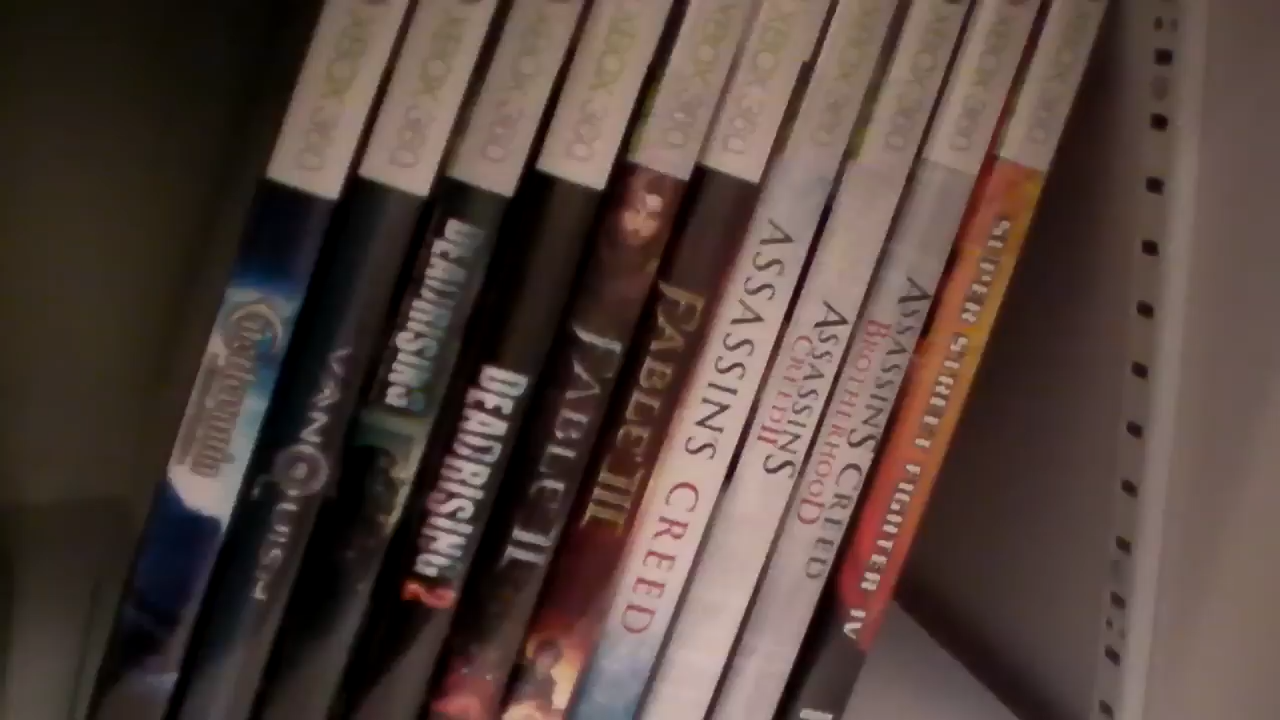 XBOX 360
Bayonetta
XBOX 360
VANQUISH
XBOX 360
DEADRISING
XBOX 360
DEADRISING 2
XBOX 360
FABLE II
XBOX 360
FABLE III
XBOX 360
ASSASSINS CREED
XBOX 360
ASSASSINS
CREED II
XBOX 360
ASSASSINS CREED
BROTHERHOOD
XBOX 360
SUPER STREET FIGHTER IV